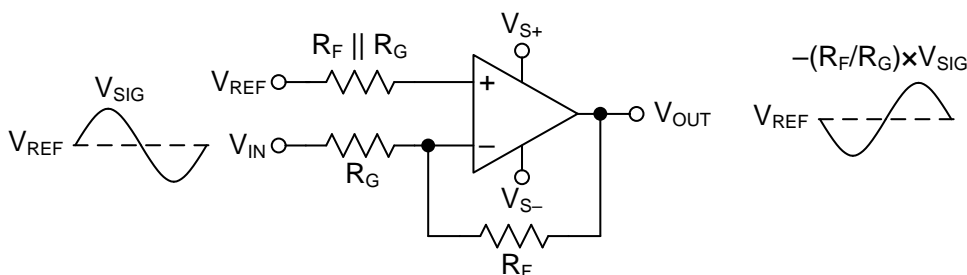 V_SIG
V_REF
R_F || R_G
V_REF
+
V_S+
V_IN
−
R_G
V_S−
V_OUT
R_F
−(R_F/R_G)×V_SIG
V_REF